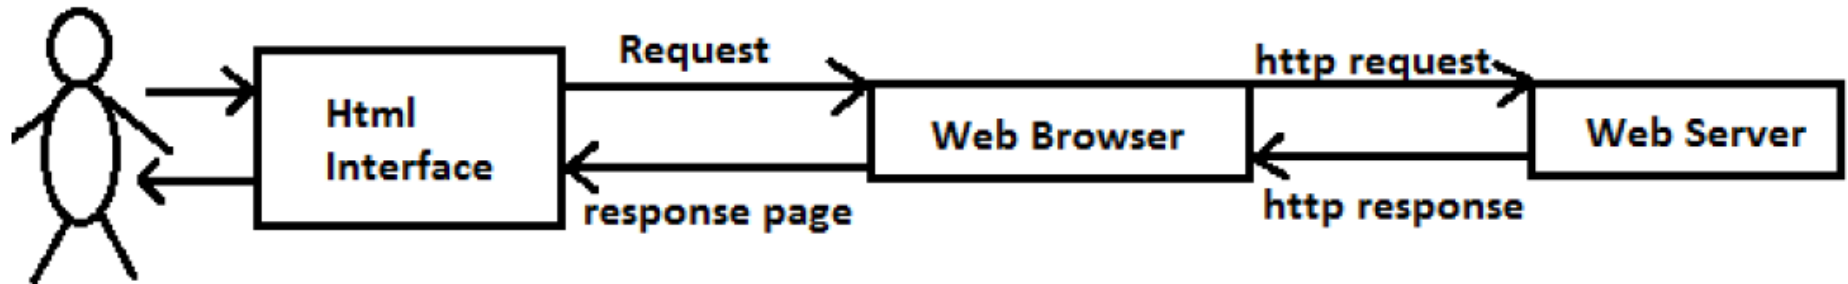 Html
Interface
Request
response page
Web Browser
http request
http response
Web Server